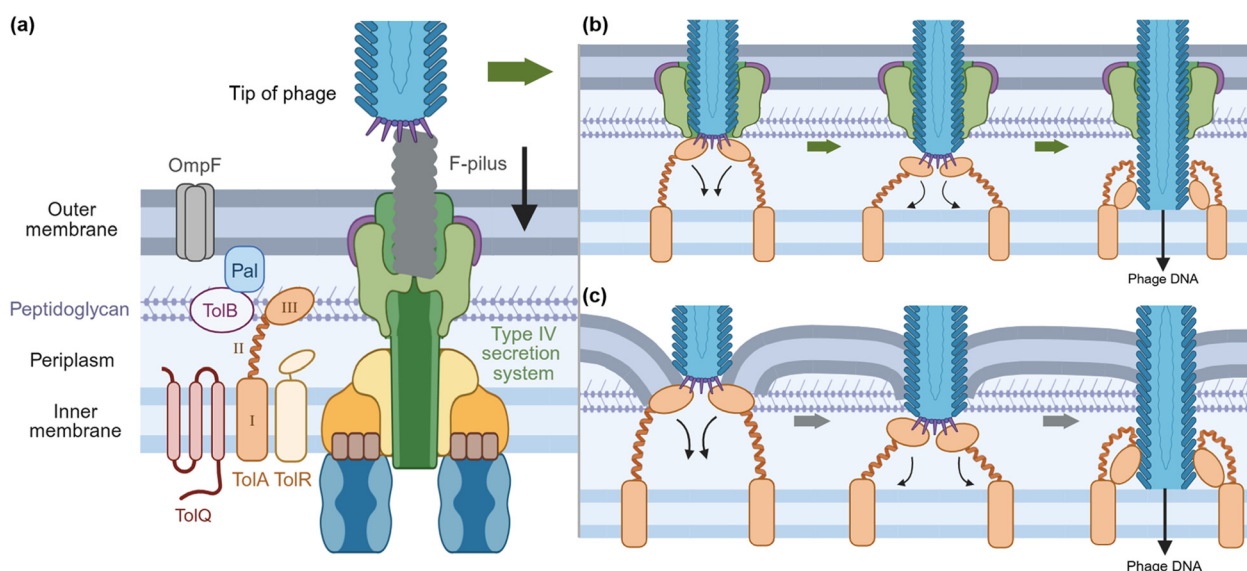 (a)
Tip of phage
F-pilus
OmpF
Outer
membrane
Pal
Peptidoglycan
TolB
III
II
Periplasm
Type IV
secretion
system
Inner
membrane
I
TolA TolR
TolQ
(b)
Phage DNA
(c)
Phage DNA